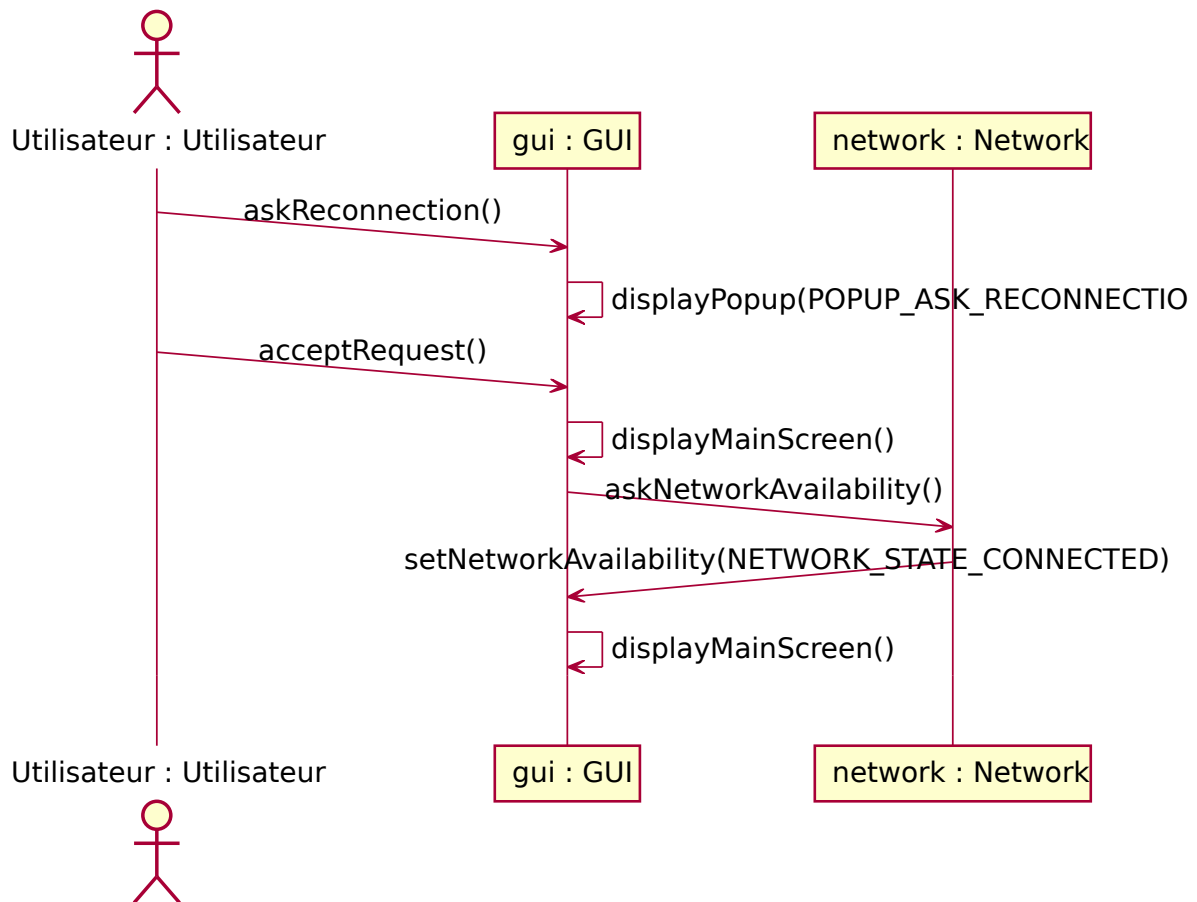 Utilisateur : Utilisateur
gui : GUI
network : Network
askReconnection()
displayPopup(POPUP_ASK_RECONNECTIO
acceptRequest()
displayMainScreen()
askNetworkAvailability()
setNetworkAvailability(NETWORK_STATE_CONNECTED)
displayMainScreen()
Utilisateur : Utilisateur
gui : GUI
network : Network